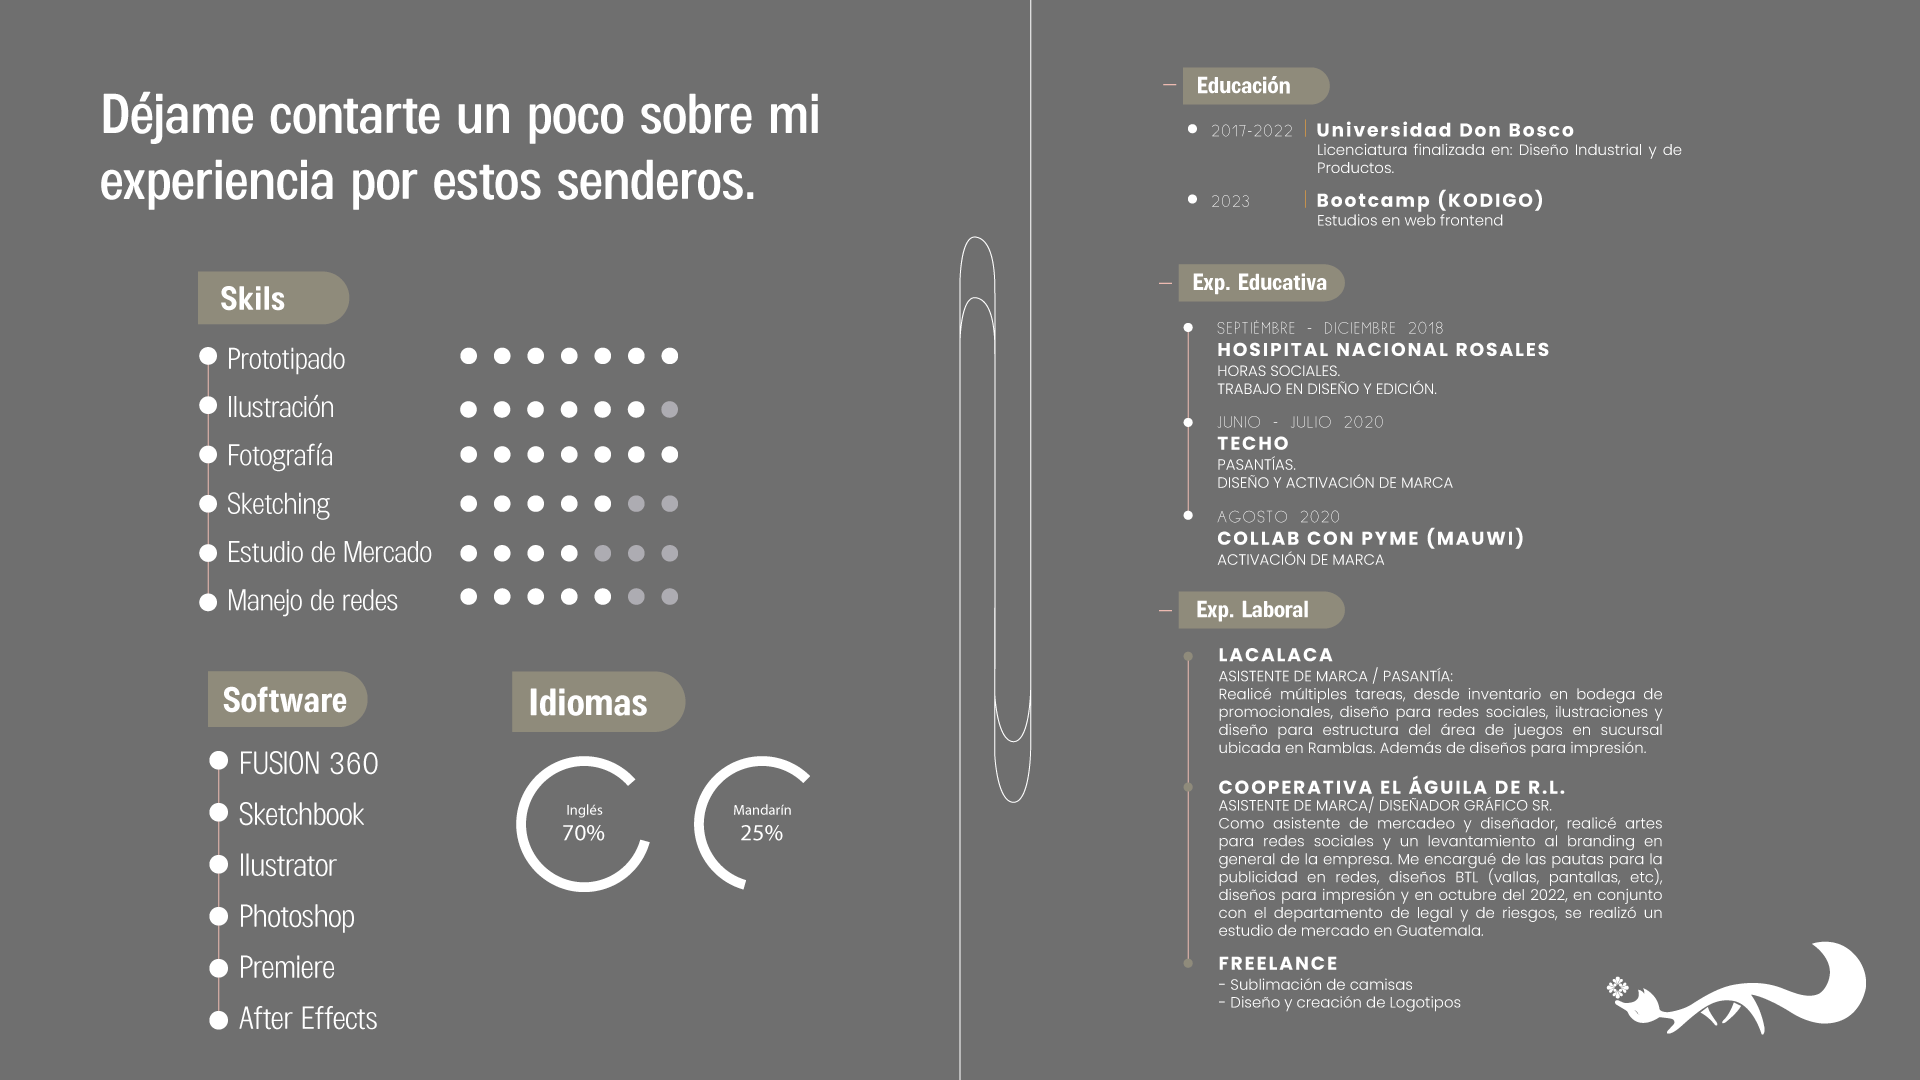 Déjame contarte un poco sobre mi
experiencia por estos senderos.
Skils
Prototipado
Ilustración
Fotografía
Sketching
Estudio de Mercado
Manejo de redes
Software
FUSION 360
Sketchbook
Ilustrator
Photoshop
Premiere
After Effects
Idiomas
Inglés
70%
Mandarín
25%
Educación
2017-2022
Universidad Don Bosco
Licenciatura finalizada en: Diseño Industrial y de
Productos.
2023
Bootcamp (KODIGO)
Estudios en web frontend
Exp. Educativa
SEPTIÉMBRE - DICIEMBRE 2018
HOSIPITAL NACIONAL ROSALES
HORAS SOCIALES.
TRABAJO EN DISEÑO Y EDICIÓN.
JUNIO - JULIO 2020
TECHO
PASANTÍAS.
DISEÑO Y ACTIVACIÓN DE MARCA
AGOSTO 2020
COLLAB CON PYME (MAUWI)
ACTIVACIÓN DE MARCA
Exp. Laboral
LACALACA
ASISTENTE DE MARCA / PASANTÍA:
Realicé múltiples tareas, desde inventario en bodega de
promocionales, diseño para redes sociales, ilustraciones y
diseño para estructura del área de juegos en sucursal
ubicada en Ramblas. Además de diseños para impresión.
COOPERATIVA EL ÁGUILA DE R.L.
ASISTENTE DE MARCA/ DISEÑADOR GRÁFICO SR.
Como asistente de mercadeo y diseñador, realicé artes
para redes sociales y un levantamiento al branding en
general de la empresa. Me encargué de las pautas para la
publicidad en redes, diseños BTL (vallas, pantallas, etc),
diseños para impresión y en octubre del 2022, en conjunto
con el departamento de legal y de riesgos, se realizó un
estudio de mercado en Guatemala.
FREELANCE
- Sublimación de camisas
- Diseño y creación de Logotipos